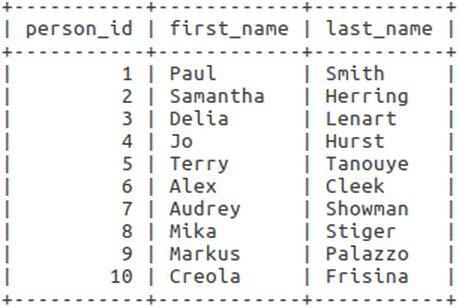 +-----------+------------+-----------+
| person_id | first_name | last_name |
+-----------+------------+-----------+
|         1 | Paul       | Smith     |
|         2 | Samantha   | Herring   |
|         3 | Delia      | Lenart    |
|         4 | Jo         | Hurst     |
|         5 | Terry      | Tanouye   |
|         6 | Alex       | Cleek     |
|         7 | Audrey     | Showman   |
|         8 | Mika       | Stiger    |
|         9 | Markus     | Palazzo   |
|        10 | Creola     | Frisina   |
+-----------+------------+-----------+